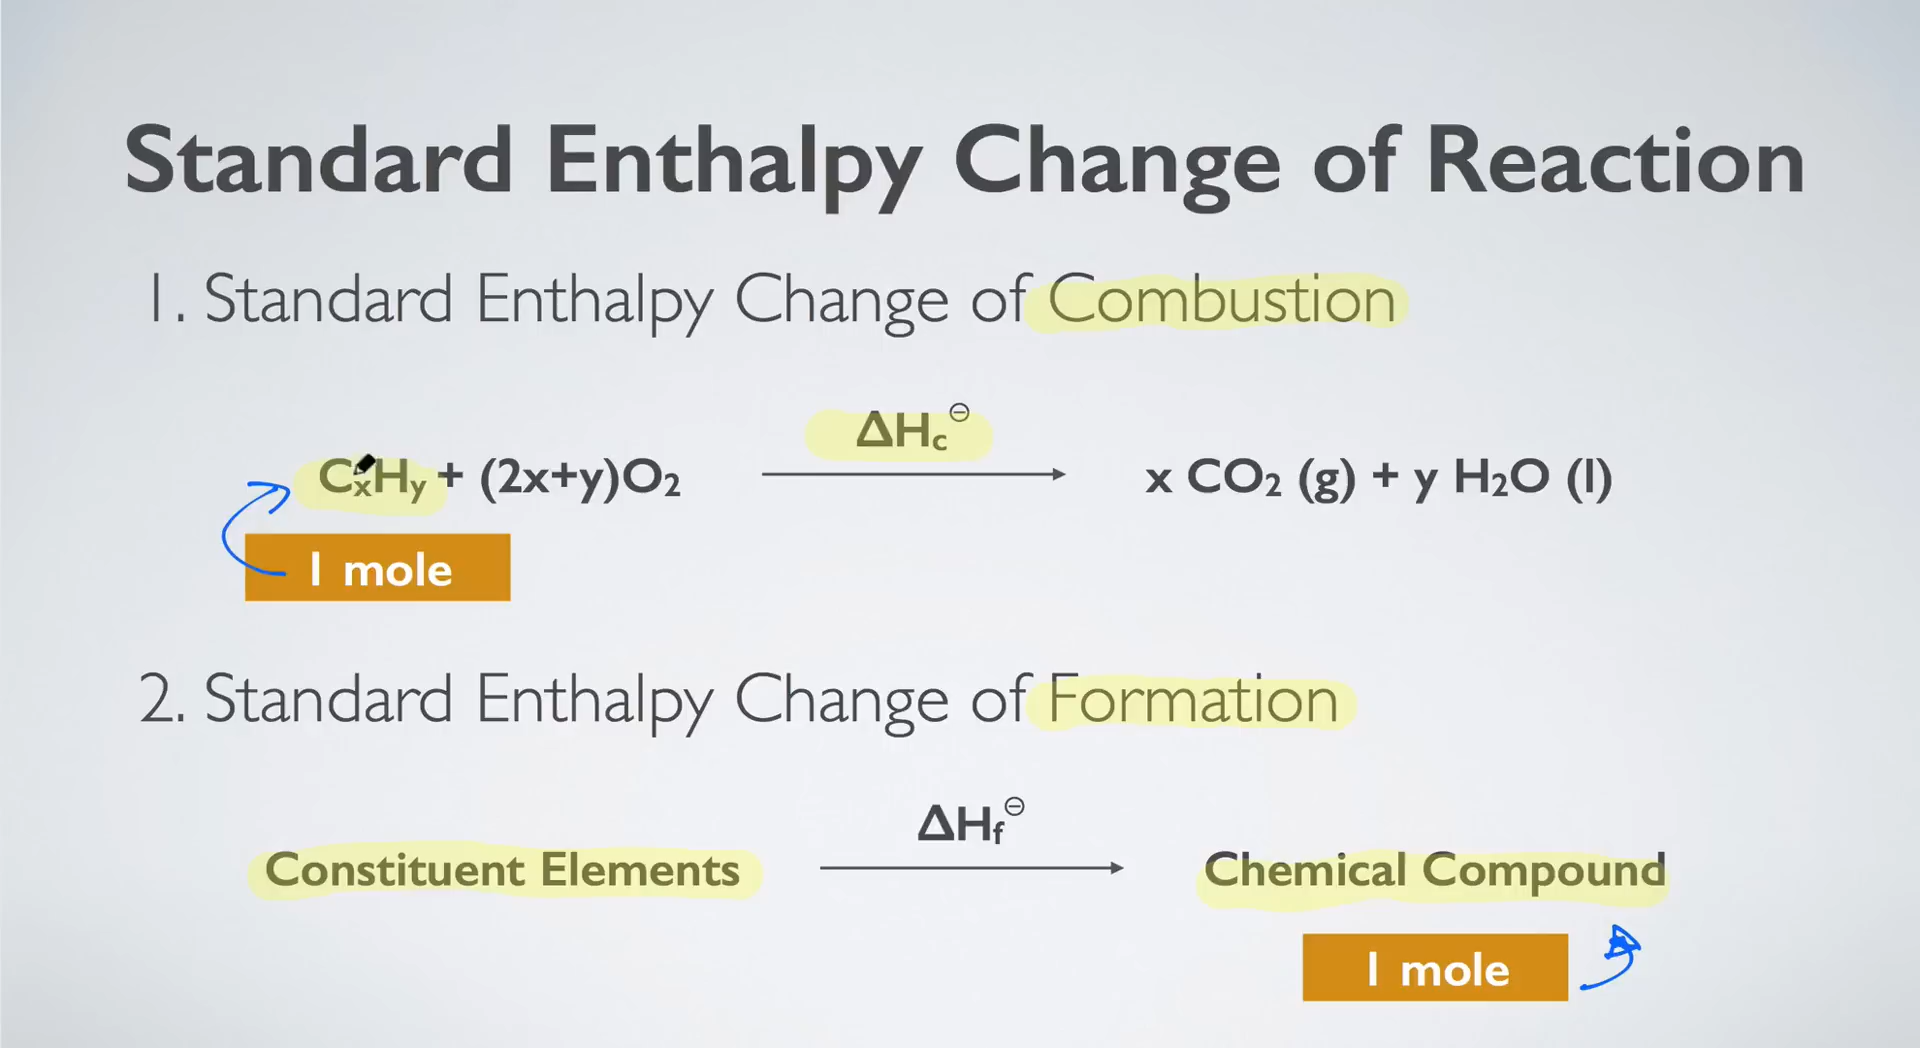 Standard Enthalpy Change of Reaction
1. Standard Enthalpy Change of Combustion
ΔHc⊖
CxHy + (2x+y)O2 → x CO2 (g) + y H2O (l)
1 mole
2. Standard Enthalpy Change of Formation
ΔHf⊖
Constituent Elements → Chemical Compound
1 mole